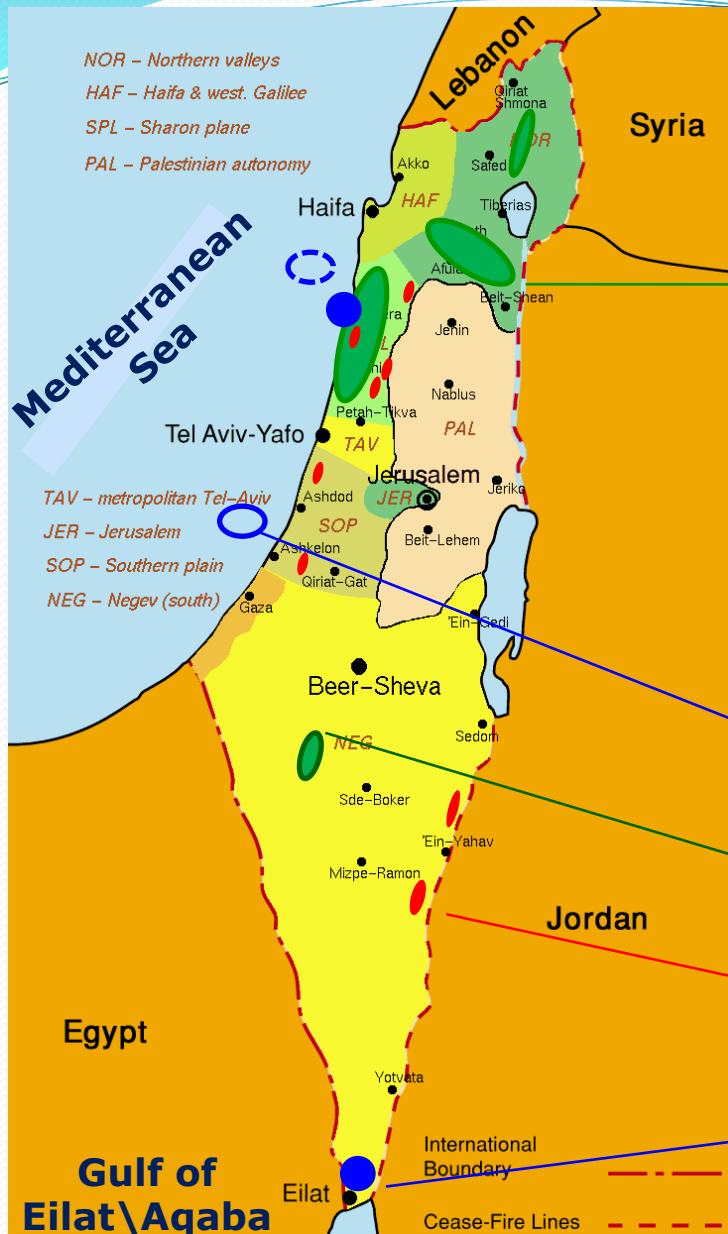 NOR – Northern valleys
HAF – Haifa & west. Galilee
SPL – Sharon plane
PAL – Palestinian autonomy
Lebanon
Syria
Qiriat
Shmona
Safed
Akko
HAF
Haifa
Tiberias
Mediterranean
Sea
Beit-Shean
Jenin
Nablus
Petah-Tikva
PAL
Tel Aviv-Yafo
TAV
Jerusalem
Jeriko
TAV – metropolitan Tel-Aviv
JER – Jerusalem
SOP – Southern plain
NEG – Negev (south)
Ashdod
JER
SOP
Beit-Lehem
Ashkelon
Qiriat-Gat
Gaza
'Ein-Gedi
Beer-Sheva
Sedom
NEG
Sde-Boker
'Ein-Yahav
Mizpe-Ramon
Jordan
Egypt
Yotvata
International
Boundary
Gulf of
Eilat\Aqaba
Eilat
Cease-Fire Lines